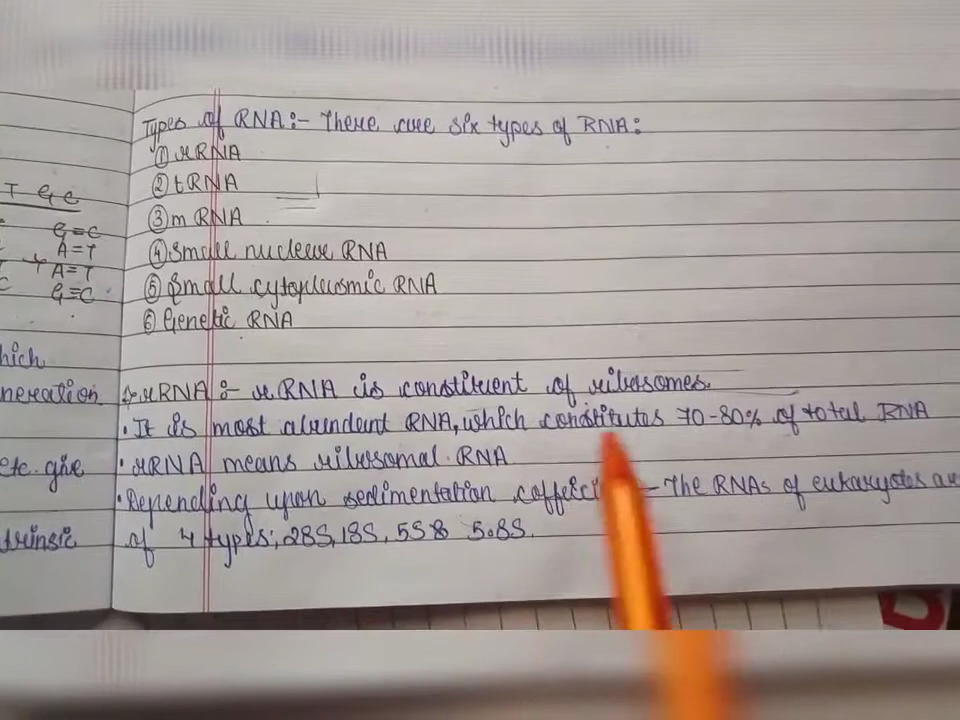 Types of RNA:- There are six types of RNA:
① rRNA
② tRNA
③ m RNA
④ Small nuclear RNA
⑤ Small cytoplasmic RNA
⑥ Genetic RNA
T G C
G≡C
A=T
A=T
G≡C
hich
neration
etc. give
trinsic
→ rRNA :- rRNA is constituent of ribosomes.
• It is most abundant RNA, which constitutes 70-80% of total RNA
• rRNA means ribosomal RNA
• Depending upon sedimentation - The RNAs of eukaryotes
of 4 types; 28S, 18S, 5S & 5.8S.